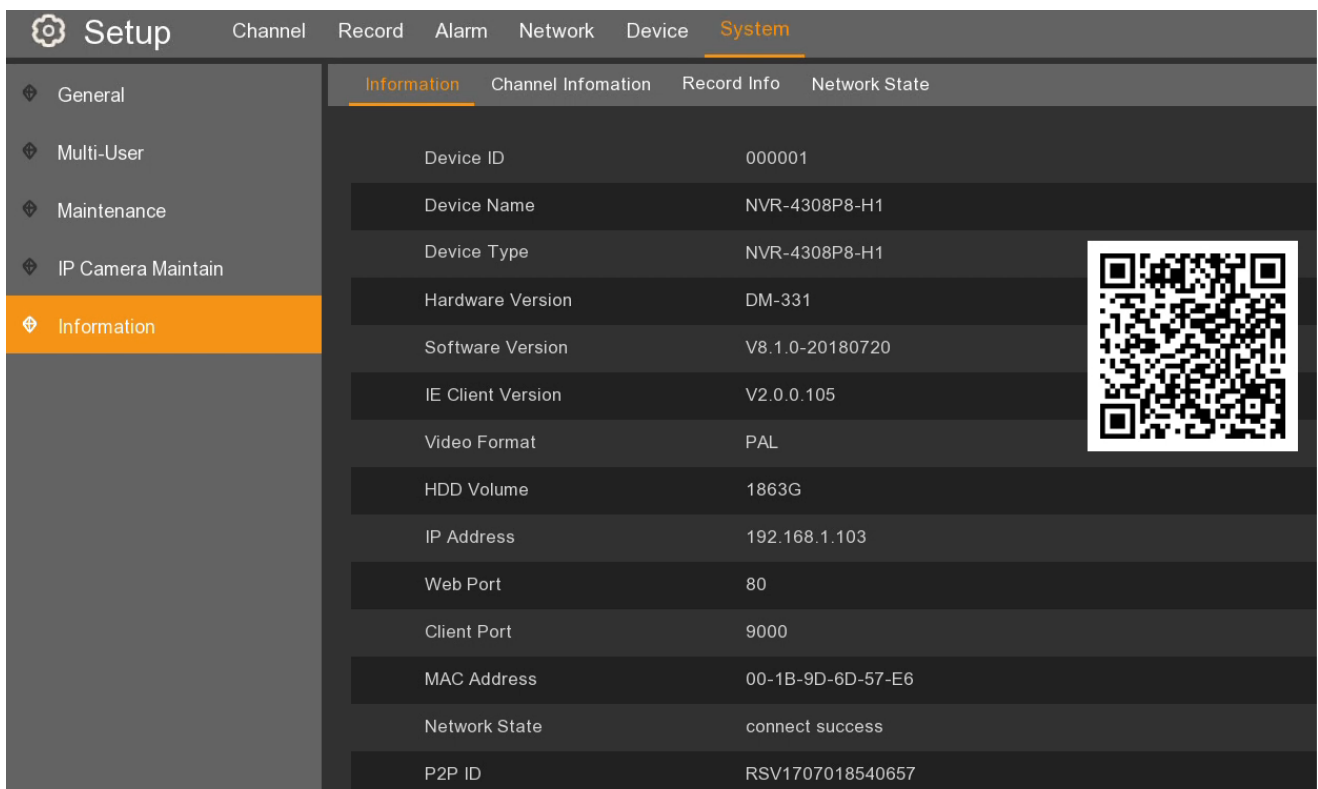 Setup Channel Record Alarm Network Device System
General
Multi-User
Maintenance
IP Camera Maintain
Information
Information Channel Infomation Record Info Network State
Device ID 000001
Device Name NVR-4308P8-H1
Device Type NVR-4308P8-H1
Hardware Version DM-331
Software Version V8.1.0-20180720
IE Client Version V2.0.0.105
Video Format PAL
HDD Volume 1863G
IP Address 192.168.1.103
Web Port 80
Client Port 9000
MAC Address 00-1B-9D-6D-57-E6
Network State connect success
P2P ID RSV1707018540657